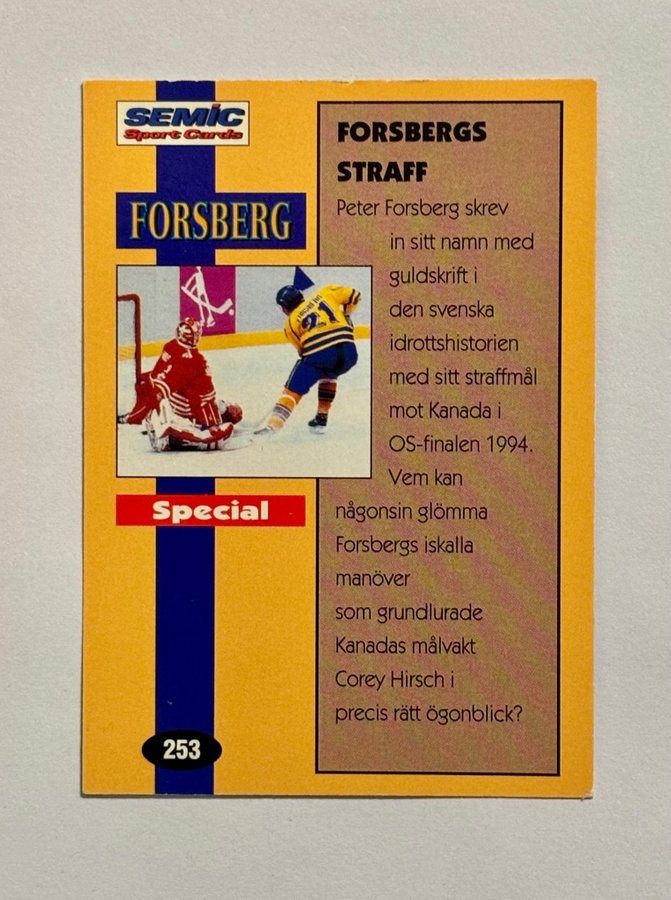 SEMIC
Sport Cards
FORSBERG
21
Special
253
FORSBERGS
STRAFF
Peter Forsberg skrev
in sitt namn med
guldskrift i
den svenska
idrottshistorien
med sitt straffmål
mot Kanada i
OS-finalen 1994.
Vem kan
någonsin glömma
Forsbergs iskalla
manöver
som grundlurade
Kanadas målvakt
Corey Hirsch i
precis rätt ögonblick?